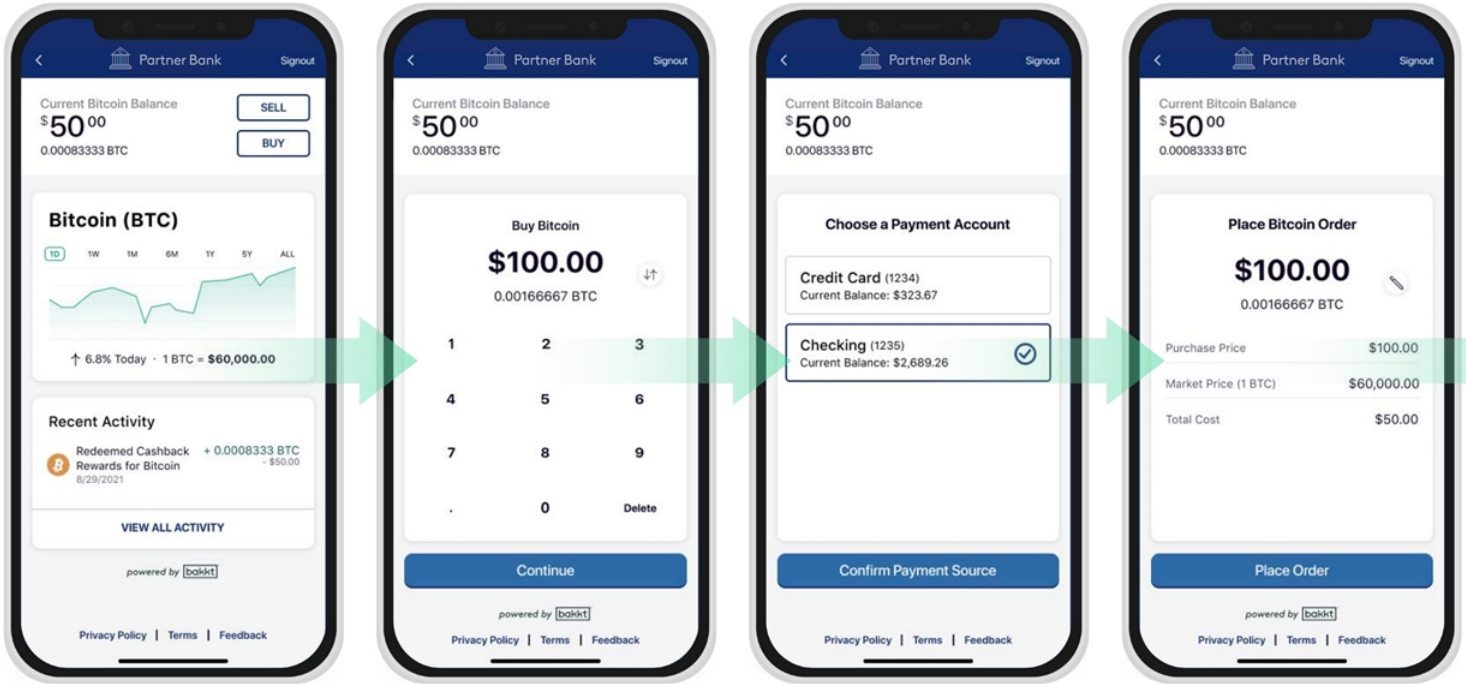 Partner Bank
Signout
Current Bitcoin Balance
$50 00
0.00083333 BTC
SELL
BUY
Bitcoin (BTC)
1D 1W 1M 6M 1Y 5Y ALL
↑ 6.8% Today · 1 BTC = $60,000.00
Recent Activity
Redeemed Cashback + 0.0008333 BTC
Rewards for Bitcoin - $50.00
8/29/2021
VIEW ALL ACTIVITY
powered by bakkt
Privacy Policy | Terms | Feedback
Partner Bank
Signout
Current Bitcoin Balance
$50 00
0.00083333 BTC
Buy Bitcoin
$100.00
0.00166667 BTC
1 2 3
4 5 6
7 8 9
. 0 Delete
Continue
powered by bakkt
Privacy Policy | Terms | Feedback
Partner Bank
Signout
Current Bitcoin Balance
$50 00
0.00083333 BTC
Choose a Payment Account
Credit Card (1234)
Current Balance: $323.67
Checking (1235)
Current Balance: $2,689.26
Confirm Payment Source
powered by bakkt
Privacy Policy | Terms | Feedback
Partner Bank
Signout
Current Bitcoin Balance
$50 00
0.00083333 BTC
Place Bitcoin Order
$100.00
0.00166667 BTC
Purchase Price $100.00
Market Price (1 BTC) $60,000.00
Total Cost $50.00
Place Order
powered by bakkt
Privacy Policy | Terms | Feedback